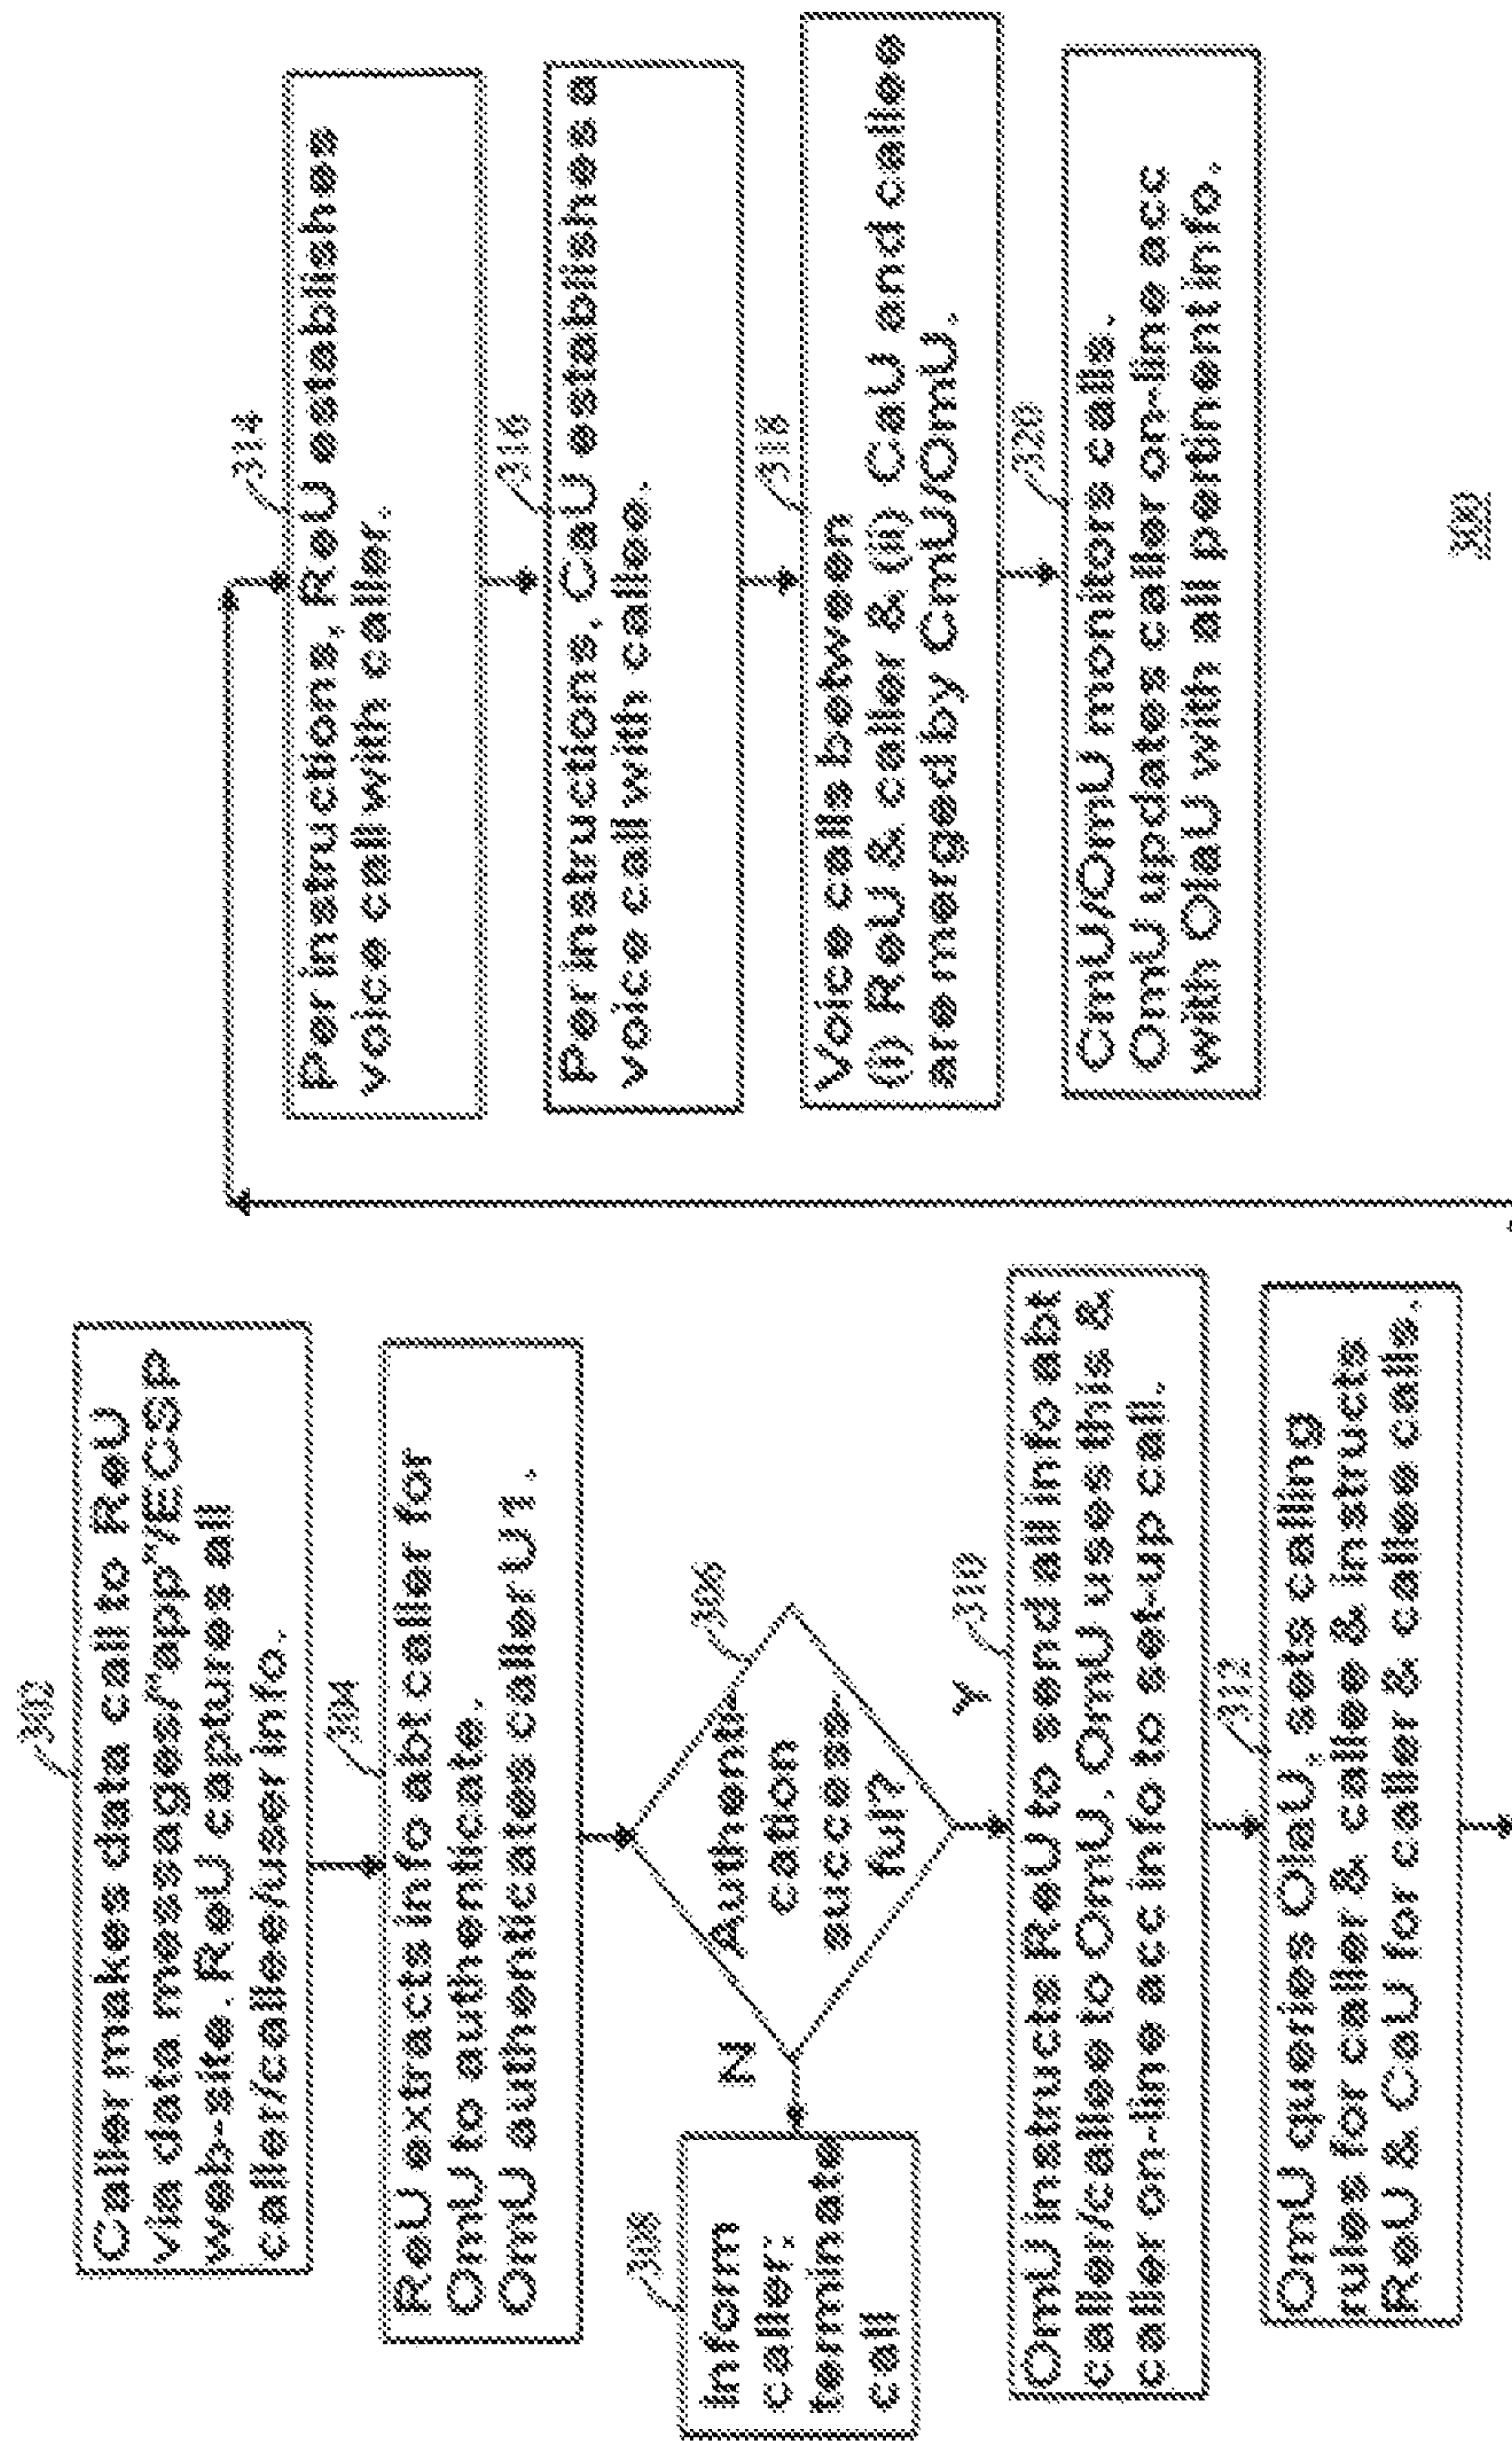 302
Caller makes data call to ReU
via data messages/"app"/ECSP
web-site. ReU captures all
caller/callee/user info.
304
ReU extracts info abt caller for
OmU to authenticate.
OmU authenticates caller U1.
306
Authenti-
cation
success-
ful?
N
308
Inform
caller;
terminate
call
Y
310
OmU instructs ReU to send all info abt
caller/callee to OmU, OmU uses this &
caller on-line acc info to set-up call.
312
OmU queries OlaU, sets calling
rules for caller & callee & instructs
ReU & CaU for caller & callee calls.
314
Per instructions, ReU establishes
voice call with caller.
316
Per instructions, CaU establishes a
voice call with callee.
318
Voice calls between
(i) ReU & caller & (ii) CaU and callee
are merged by CmU/OmU.
320
CmU/OmU monitors calls.
OmU updates caller on-line acc
with OlaU with all pertinent info.
300